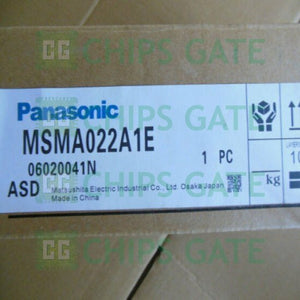 CHIPS GATE
Panasonic
MSMA022A1E
06020041N
1 PC
ASD
Matsushita Electric Industrial Co., Ltd. Osaka Japan
Made in China
kg
CHIPS GATE